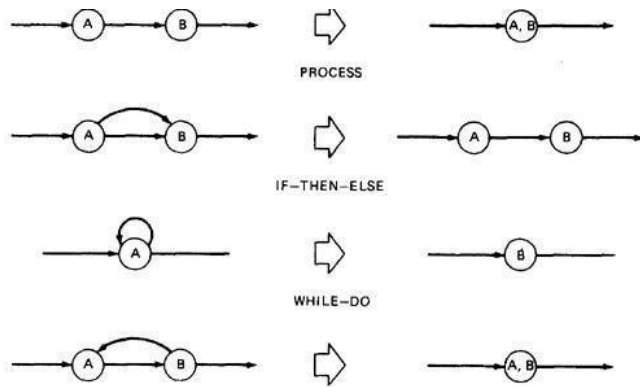 A B A, B
PROCESS
A B A B
IF-THEN-ELSE
A B
WHILE-DO
A B A, B